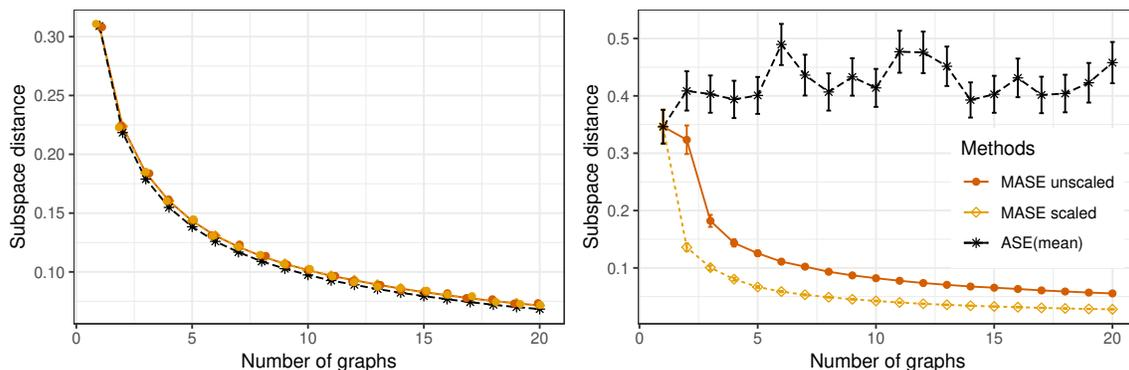 0.30
0.25
0.20
0.15
0.10
Subspace distance
0 5 10 15 20
Number of graphs
0.5
0.4
0.3
0.2
0.1
Subspace distance
0 5 10 15 20
Number of graphs
Methods
MASE unscaled
MASE scaled
ASE(mean)